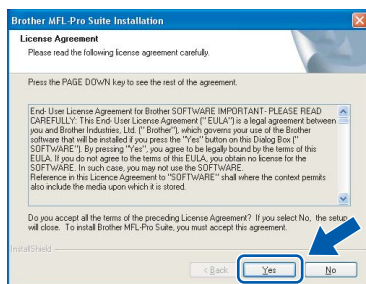 Brother MFL-Pro Suite Installation
License Agreement
Please read the following license agreement carefully.
Press the PAGE DOWN key to see the rest of the agreement.
End- User License Agreement for Brother SOFTWARE IMPORTANT- PLEASE READ
CAREFULLY: This End- User License Agreement (" EULA") is a legal agreement between
you and Brother Industries, Ltd. (" Brother"), which governs your use of the Brother
software that will be installed if you press the "Yes" button on this Dialog Box ("
SOFTWARE"). By pressing "Yes", you agree to be legally bound by the terms of this
EULA. If you do not agree to the terms of this EULA, you obtain no license for the
SOFTWARE. In such case, you may not use the SOFTWARE.
Reference in this Licence Agreement to "SOFTWARE" shall where the context permits
also include the media upon which it is stored.
Do you accept all the terms of the preceding License Agreement? If you select No, the setup
will close. To install Brother MFL-Pro Suite, you must accept this agreement.
InstallShield
< Back
Yes
No